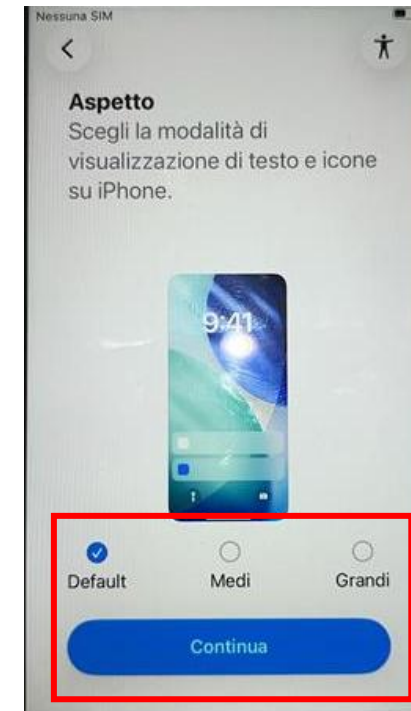 Nessuna SIM
Aspetto
Scegli la modalità di
visualizzazione di testo e icone
su iPhone.
9:41
Default
Medi
Grandi
Continua